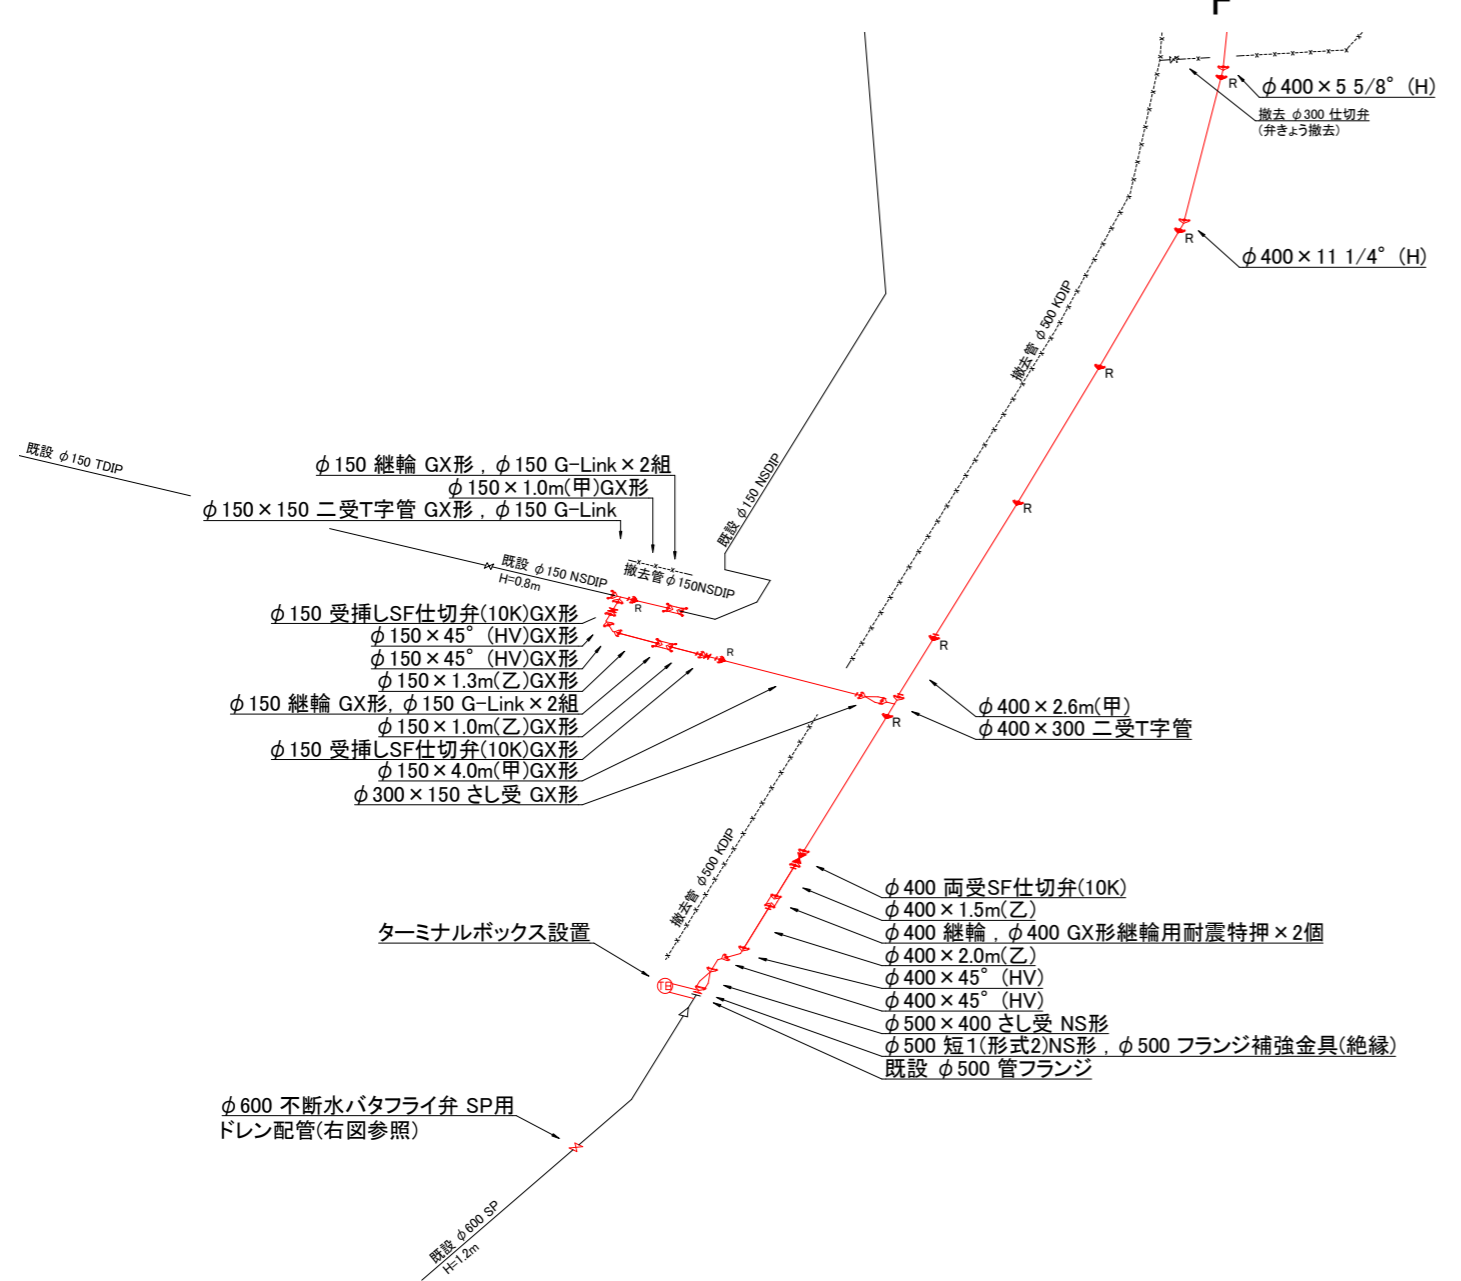 F
φ400×5 5/8°(H)
R
撤去 φ300 仕切弁
(弁きょう撤去)
R
φ400×11 1/4°(H)
撤去管 φ500 KDIP
R
既設 φ150 TDIP
φ150 継輪 GX形 , φ150 G-Link×2組
φ150×1.0m(甲)GX形
φ150×150 二受T字管 GX形 , φ150 G-Link
既設 φ150 NSDIP
R
既設 φ150 NSDIP
H=0.8m
撤去管φ150NSDIP
R
φ150 受挿しSF仕切弁(10K)GX形
φ150×45°(HV)GX形
φ150×45°(HV)GX形
φ150×1.3m(乙)GX形
φ150 継輪 GX形, φ150 G-Link×2組
φ150×1.0m(乙)GX形
φ150 受挿しSF仕切弁(10K)GX形
φ150×4.0m(甲)GX形
φ300×150 さし受 GX形
R
R
φ400×2.6m(甲)
φ400×300 二受T字管
R
撤去管 φ500 KDIP
φ400 両受SF仕切弁(10K)
φ400×1.5m(乙)
φ400 継輪 , φ400 GX形継輪用耐震特押×2個
φ400×2.0m(乙)
φ400×45°(HV)
φ400×45°(HV)
φ500×400 さし受 NS形
φ500 短1(形式2)NS形 , φ500 フランジ補強金具(絶縁)
既設 φ500 管フランジ
ターミナルボックス設置
TB
φ600 不断水バタフライ弁 SP用
ドレン配管(右図参照)
既設 φ600 SP
H=1.2m